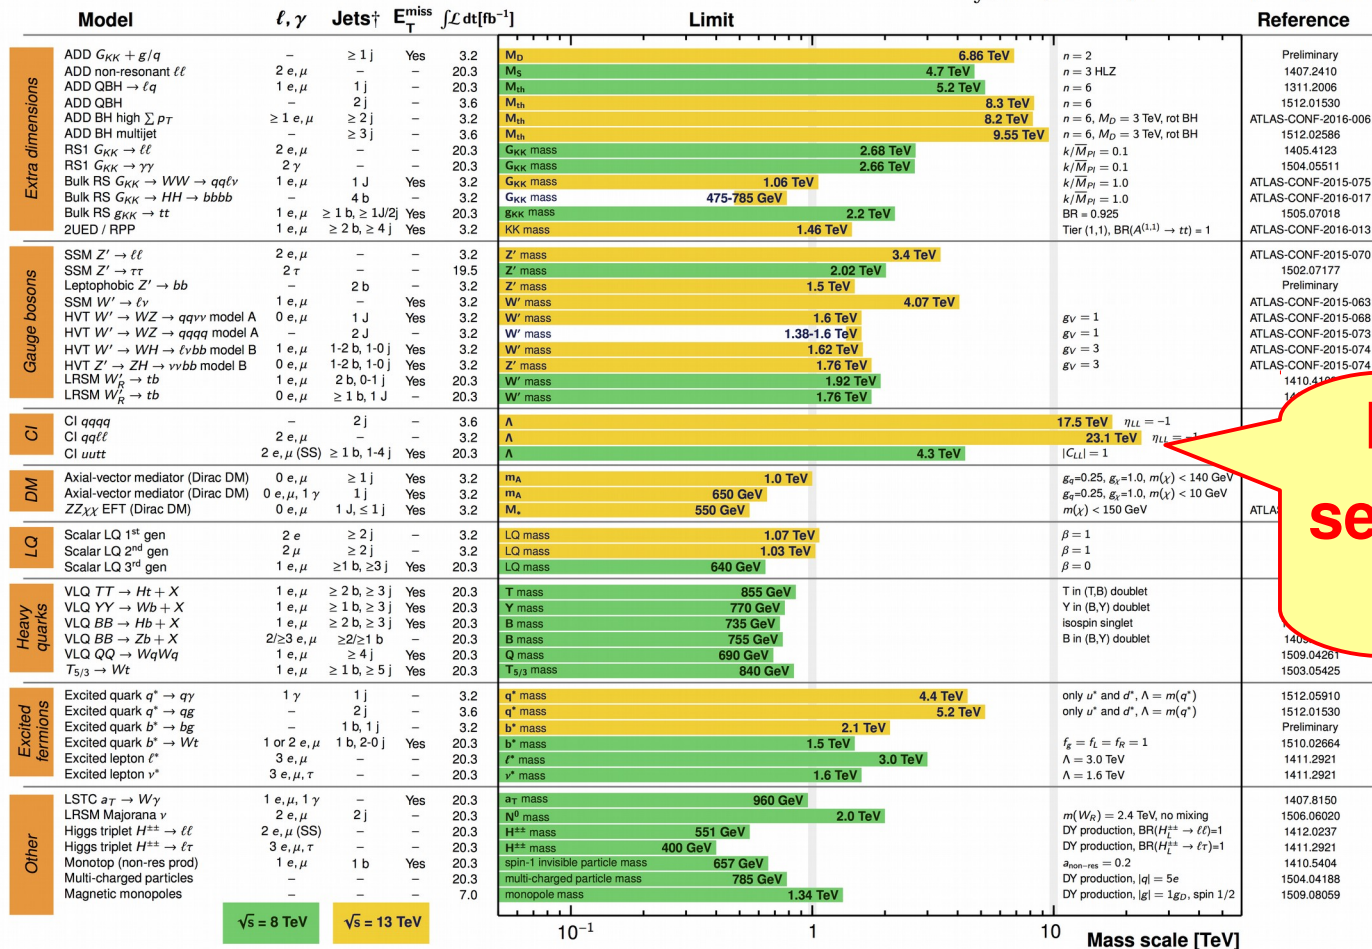 Model ℓ, γ Jets† E_T^miss ∫ℒ dt[fb⁻¹] Limit Reference
Extra dimensions
ADD G_KK + g/q – ≥ 1 j Yes 3.2 M_D 6.86 TeV n = 2 Preliminary
ADD non-resonant ℓℓ 2 e, μ – – 20.3 M_S 4.7 TeV n = 3 HLZ 1407.2410
ADD QBH → ℓq 1 e, μ 1 j – 20.3 M_th 5.2 TeV n = 6 1311.2006
ADD QBH – 2 j – 3.6 M_th 8.3 TeV n = 6 1512.01530
ADD BH high ∑ p_T ≥ 1 e, μ ≥ 2 j – 3.2 M_th 8.2 TeV n = 6, M_D = 3 TeV, rot BH ATLAS-CONF-2016-006
ADD BH multijet – ≥ 3 j – 3.6 M_th 9.55 TeV n = 6, M_D = 3 TeV, rot BH 1512.02586
RS1 G_KK → ℓℓ 2 e, μ – – 20.3 G_KK mass 2.68 TeV k/M̅_Pl = 0.1 1405.4123
RS1 G_KK → γγ 2 γ – – 20.3 G_KK mass 2.66 TeV k/M̅_Pl = 0.1 1504.05511
Bulk RS G_KK → WW → qqℓν 1 e, μ 1 J Yes 3.2 G_KK mass 1.06 TeV k/M̅_Pl = 1.0 ATLAS-CONF-2015-075
Bulk RS G_KK → HH → bbbb – 4 b – 3.2 G_KK mass 475-785 GeV k/M̅_Pl = 1.0 ATLAS-CONF-2016-017
Bulk RS g_KK → tt 1 e, μ ≥ 1 b, ≥ 1J/2j Yes 20.3 g_KK mass 2.2 TeV BR = 0.925 1505.07018
2UED / RPP 1 e, μ ≥ 2 b, ≥ 4 j Yes 3.2 KK mass 1.46 TeV Tier (1,1), BR(A^(1,1) → tt) = 1 ATLAS-CONF-2016-013
Gauge bosons
SSM Z′ → ℓℓ 2 e, μ – – 3.2 Z′ mass 3.4 TeV ATLAS-CONF-2015-070
SSM Z′ → ττ 2 τ – – 19.5 Z′ mass 2.02 TeV 1502.07177
Leptophobic Z′ → bb – 2 b – 3.2 Z′ mass 1.5 TeV Preliminary
SSM W′ → ℓν 1 e, μ – Yes 3.2 W′ mass 4.07 TeV ATLAS-CONF-2015-063
HVT W′ → WZ → qqνν model A 0 e, μ 1 J Yes 3.2 W′ mass 1.6 TeV g_V = 1 ATLAS-CONF-2015-068
HVT W′ → WZ → qqqq model A – 2 J – 3.2 W′ mass 1.38-1.6 TeV g_V = 1 ATLAS-CONF-2015-073
HVT W′ → WH → ℓνbb model B 1 e, μ 1-2 b, 1-0 j Yes 3.2 W′ mass 1.62 TeV g_V = 3 ATLAS-CONF-2015-074
HVT Z′ → ZH → ννbb model B 0 e, μ 1-2 b, 1-0 j Yes 3.2 Z′ mass 1.76 TeV g_V = 3 ATLAS-CONF-2015-074
LRSM W′_R → tb 1 e, μ 2 b, 0-1 j Yes 20.3 W′ mass 1.92 TeV
LRSM W′_R → tb 0 e, μ ≥ 1 b, 1 J – 20.3 W′ mass 1.76 TeV
CI
CI qqqq – 2 j – 3.6 Λ 17.5 TeV η_LL = −1
CI qqℓℓ 2 e, μ – – 3.2 Λ 23.1 TeV η_LL
CI uutt 2 e, μ (SS) ≥ 1 b, 1-4 j Yes 20.3 Λ 4.3 TeV |C_LL| = 1
DM
Axial-vector mediator (Dirac DM) 0 e, μ ≥ 1 j Yes 3.2 m_A 1.0 TeV g_q=0.25, g_χ=1.0, m(χ) < 140 GeV
Axial-vector mediator (Dirac DM) 0 e, μ, 1 γ 1 j Yes 3.2 m_A 650 GeV g_q=0.25, g_χ=1.0, m(χ) < 10 GeV
ZZχχ EFT (Dirac DM) 0 e, μ 1 J, ≤ 1 j Yes 3.2 M_* 550 GeV m(χ) < 150 GeV
LQ
Scalar LQ 1st gen 2 e ≥ 2 j – 3.2 LQ mass 1.07 TeV β = 1
Scalar LQ 2nd gen 2 μ ≥ 2 j – 3.2 LQ mass 1.03 TeV β = 1
Scalar LQ 3rd gen 1 e, μ ≥1 b, ≥3 j Yes 20.3 LQ mass 640 GeV β = 0
Heavy quarks
VLQ TT → Ht + X 1 e, μ ≥ 2 b, ≥ 3 j Yes 20.3 T mass 855 GeV T in (T,B) doublet
VLQ YY → Wb + X 1 e, μ ≥ 1 b, ≥ 3 j Yes 20.3 Y mass 770 GeV Y in (B,Y) doublet
VLQ BB → Hb + X 1 e, μ ≥ 2 b, ≥ 3 j Yes 20.3 B mass 735 GeV isospin singlet
VLQ BB → Zb + X 2/≥3 e, μ ≥2/≥1 b – 20.3 B mass 755 GeV B in (B,Y) doublet
VLQ QQ → WqWq 1 e, μ ≥ 4 j Yes 20.3 Q mass 690 GeV 1509.04261
T_5/3 → Wt 1 e, μ ≥ 1 b, ≥ 5 j Yes 20.3 T_5/3 mass 840 GeV 1503.05425
Excited fermions
Excited quark q* → qγ 1 γ 1 j – 3.2 q* mass 4.4 TeV only u* and d*, Λ = m(q*) 1512.05910
Excited quark q* → qg – 2 j – 3.6 q* mass 5.2 TeV only u* and d*, Λ = m(q*) 1512.01530
Excited quark b* → bg – 1 b, 1 j – 3.2 b* mass 2.1 TeV Preliminary
Excited quark b* → Wt 1 or 2 e, μ 1 b, 2-0 j Yes 20.3 b* mass 1.5 TeV f_g = f_L = f_R = 1 1510.02664
Excited lepton ℓ* 3 e, μ – – 20.3 ℓ* mass 3.0 TeV Λ = 3.0 TeV 1411.2921
Excited lepton ν* 3 e, μ, τ – – 20.3 ν* mass 1.6 TeV Λ = 1.6 TeV 1411.2921
Other
LSTC a_T → Wγ 1 e, μ, 1 γ – Yes 20.3 a_T mass 960 GeV 1407.8150
LRSM Majorana ν 2 e, μ 2 j – 20.3 N⁰ mass 2.0 TeV m(W_R) = 2.4 TeV, no mixing 1506.06020
Higgs triplet H^±± → ℓℓ 2 e, μ (SS) – – 20.3 H^±± mass 551 GeV DY production, BR(H_L^±± → ℓℓ)=1 1412.0237
Higgs triplet H^±± → ℓτ 3 e, μ, τ – – 20.3 H^±± mass 400 GeV DY production, BR(H_L^±± → ℓτ)=1 1411.2921
Monotop (non-res prod) 1 e, μ 1 b Yes 20.3 spin-1 invisible particle mass 657 GeV a_non-res = 0.2 1410.5404
Multi-charged particles – – – 20.3 multi-charged particle mass 785 GeV DY production, |q| = 5e 1504.04188
Magnetic monopoles – – – 7.0 monopole mass 1.34 TeV DY production, |g| = 1g_D, spin 1/2 1509.08059
√s = 8 TeV √s = 13 TeV
10⁻¹ 1 10 Mass scale [TeV]